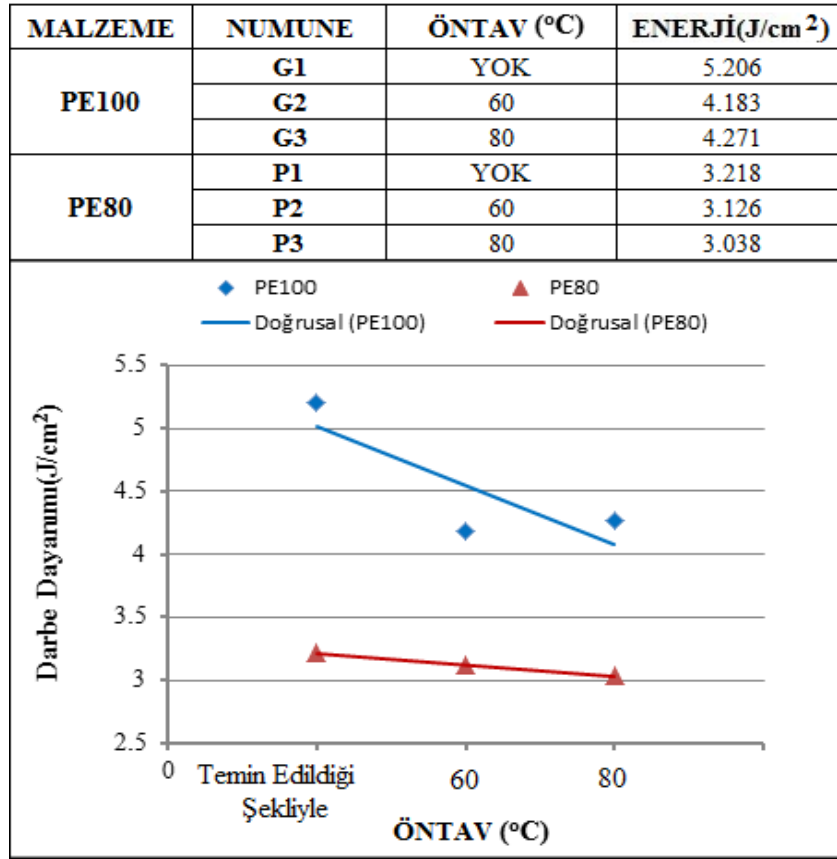 MALZEME NUMUNE ÖNTAV (°C) ENERJİ(J/cm²)
PE100 G1 YOK 5.206
G2 60 4.183
G3 80 4.271
PE80 P1 YOK 3.218
P2 60 3.126
P3 80 3.038
PE100 PE80
Doğrusal (PE100) Doğrusal (PE80)
Darbe Dayanımı(J/cm²)
5.5
5
4.5
4
3.5
3
2.5
0 Temin Edildiği 60 80
Şekliyle
ÖNTAV (°C)